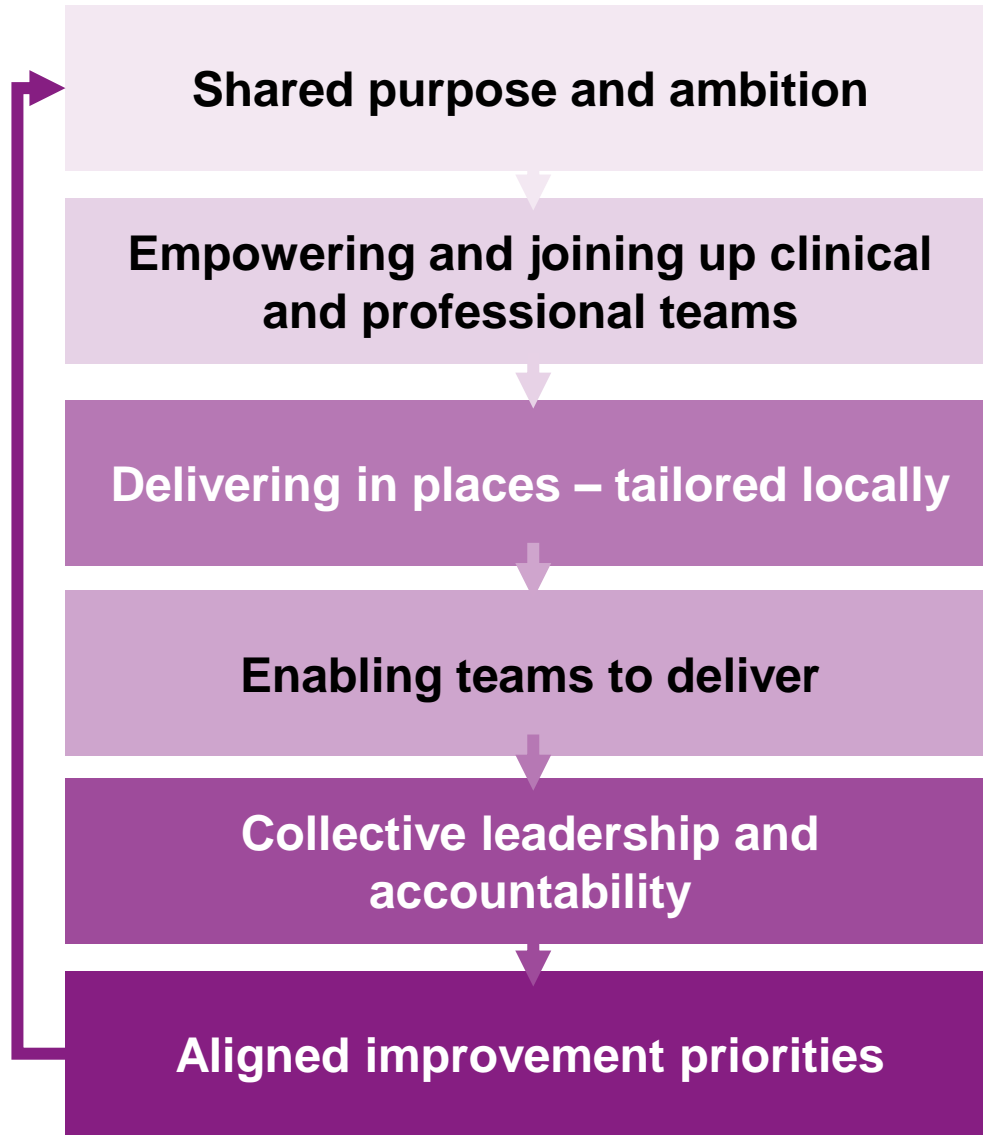 Shared purpose and ambition
Empowering and joining up clinical
and professional teams
Delivering in places – tailored locally
Enabling teams to deliver
Collective leadership and
accountability
Aligned improvement priorities